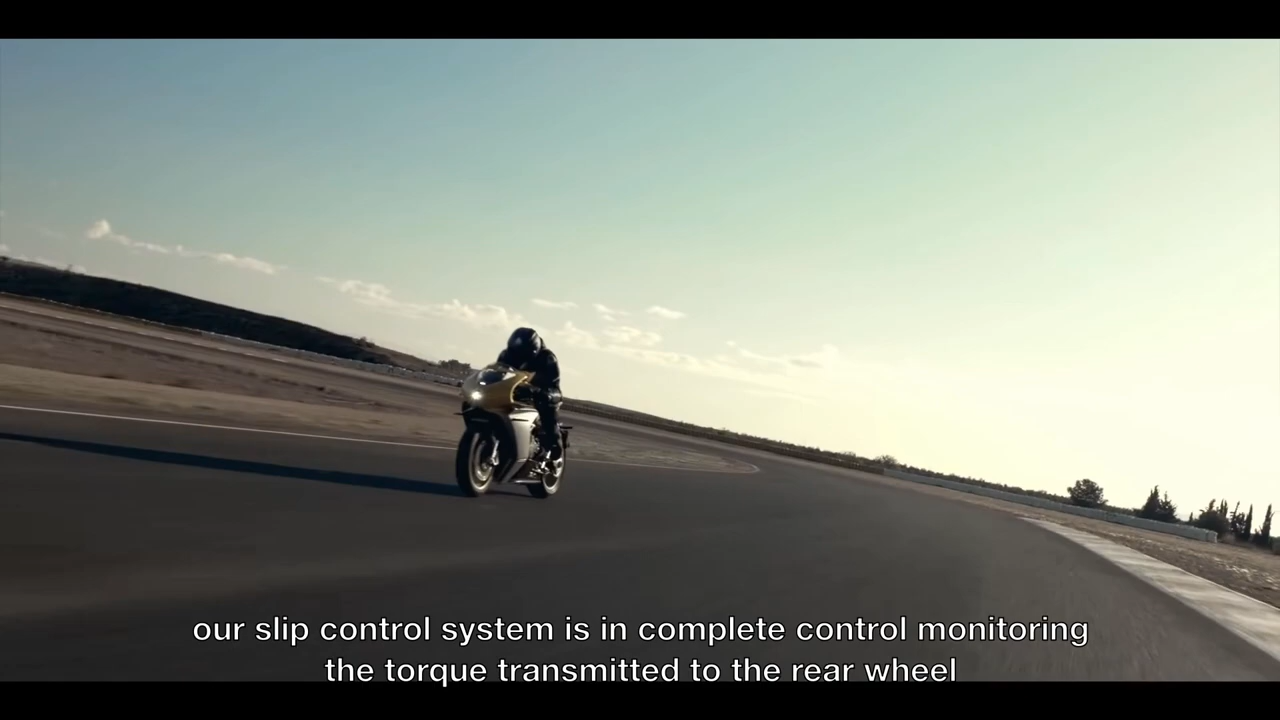 our slip control system is in complete control monitoring
the torque transmitted to the rear wheel